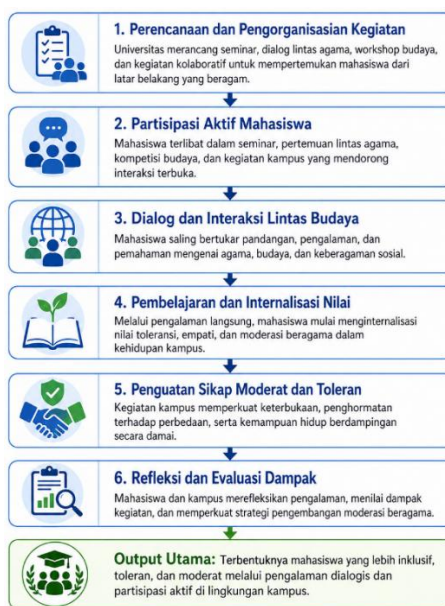 1. Perencanaan dan Pengorganisasian Kegiatan
Universitas merancang seminar, dialog lintas agama, workshop budaya,
dan kegiatan kolaboratif untuk mempertemukan mahasiswa dari
latar belakang yang beragam.
2. Partisipasi Aktif Mahasiswa
Mahasiswa terlibat dalam seminar, pertemuan lintas agama,
kompetisi budaya, dan kegiatan kampus yang mendorong
interaksi terbuka.
3. Dialog dan Interaksi Lintas Budaya
Mahasiswa saling bertukar pandangan, pengalaman, dan
pemahaman mengenai agama, budaya, dan keberagaman sosial.
4. Pembelajaran dan Internalisasi Nilai
Melalui pengalaman langsung, mahasiswa mulai menginternalisasi
nilai toleransi, empati, dan moderasi beragama dalam
kehidupan kampus.
5. Penguatan Sikap Moderat dan Toleran
Kegiatan kampus memperkuat keterbukaan, penghormatan
terhadap perbedaan, serta kemampuan hidup berdampingan
secara damai.
6. Refleksi dan Evaluasi Dampak
Mahasiswa dan kampus merefleksikan pengalaman, menilai dampak
kegiatan, dan memperkuat strategi pengembangan moderasi beragama.
Output Utama: Terbentuknya mahasiswa yang lebih inklusif,
toleran, dan moderat melalui pengalaman dialogis dan
partisipasi aktif di lingkungan kampus.